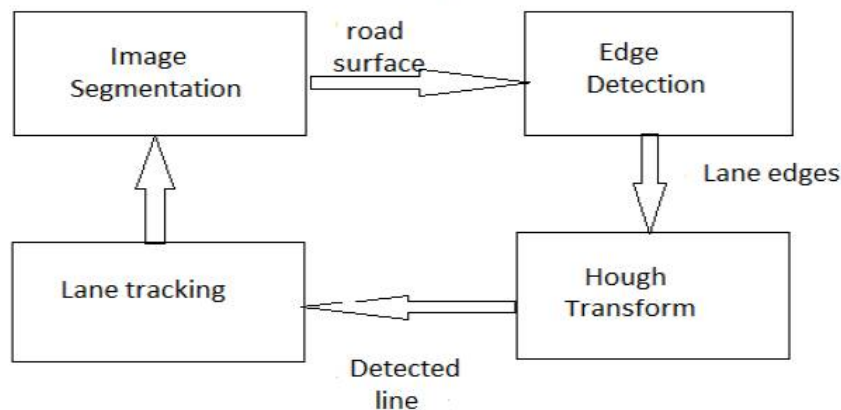 Image
Segmentation
road
surface
Edge
Detection
Lane edges
Hough
Transform
Detected
line
Lane tracking